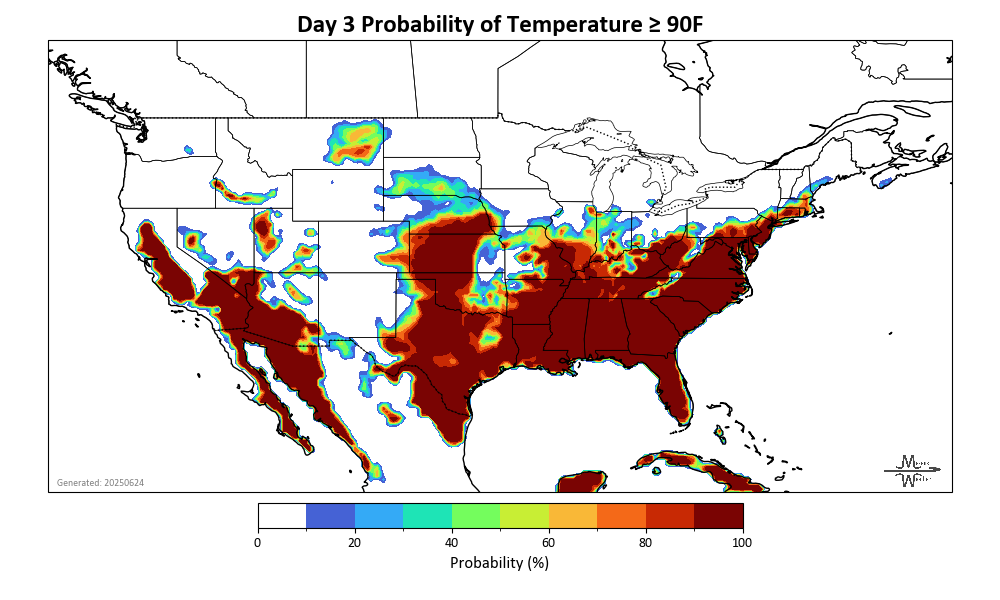 Day 3 Probability of Temperature ≥ 90F
Generated: 20250624
0 20 40 60 80 100
Probability (%)